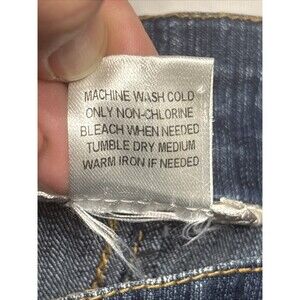 MACHINE WASH COLD
ONLY NON-CHLORINE
BLEACH WHEN NEEDED
TUMBLE DRY MEDIUM
WARM IRON IF NEEDED